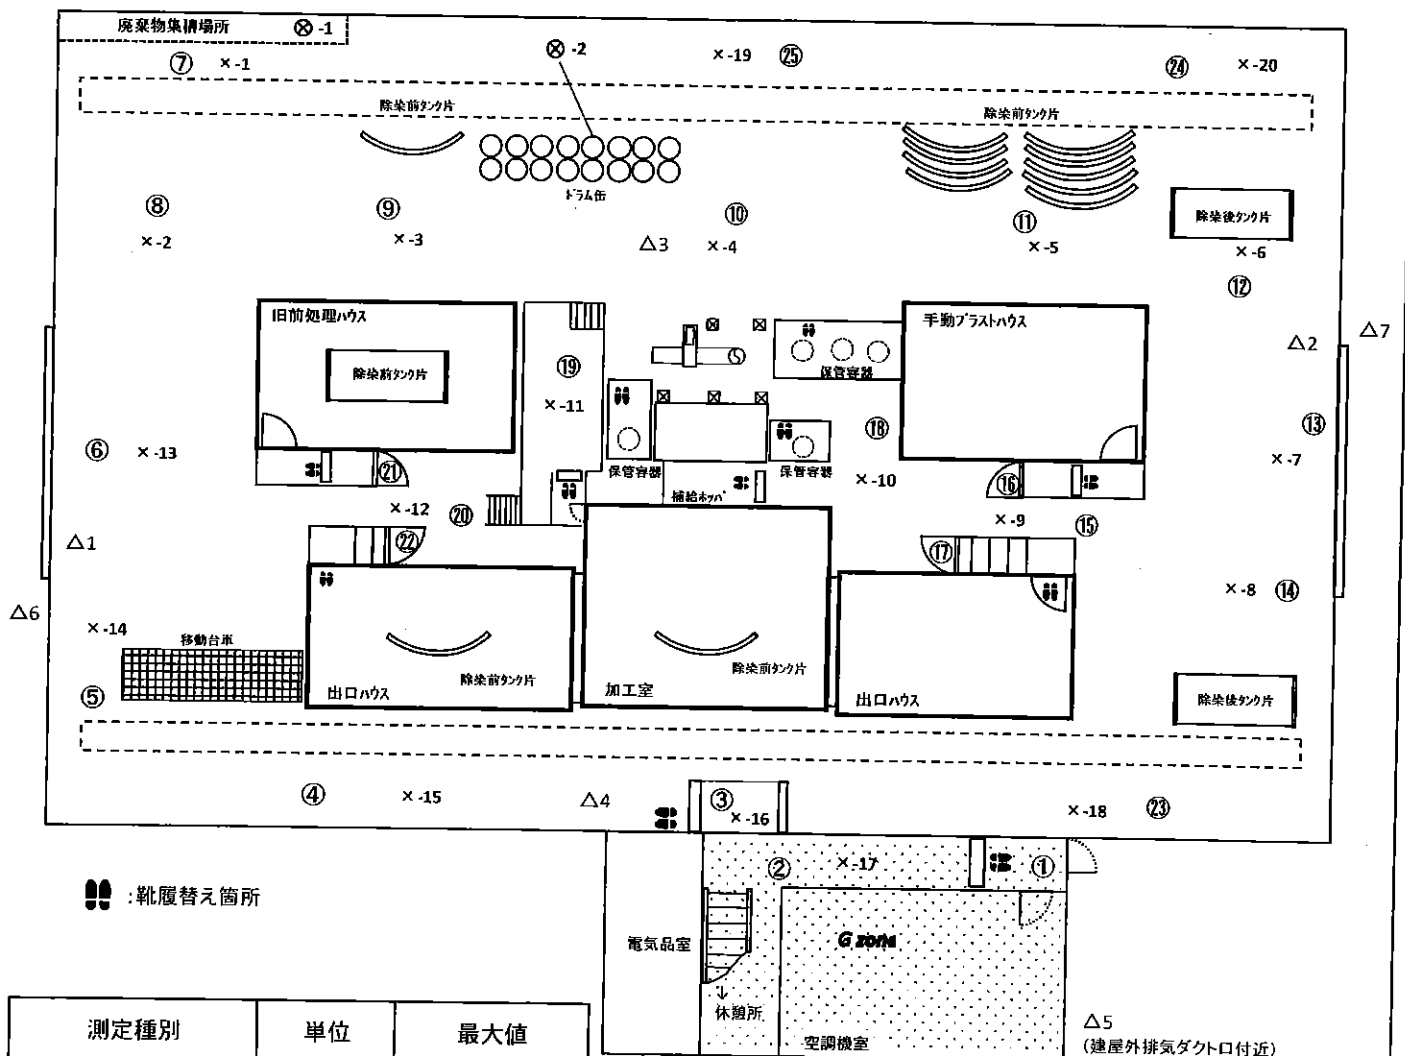 廃棄物集積場所 ⊗ -1
⊗ -2
× -19 ㉕
㉔ × -20
⑦ × -1
除染前タンク片
除染前タンク片
ドラム缶
除染後タンク片
⑧
× -2
⑨
× -3
△3
⑩
× -4
⑪
× -5
× -6
⑫
旧前処理ハウス
除染前タンク片
⑲
× -11
保管容器
手動ブラストハウス
△2
△7
⑬
× -7
⑥ × -13
㉑
保管容器
補給ホッパ
保管容器
⑱
× -10
⑯
× -12
⑳
㉒
× -9
⑮
⑰
△1
△6
× -14
移動台車
⑤
出口ハウス
除染前タンク片
加工室
除染前タンク片
出口ハウス
× -8 ⑭
除染後タンク片
④ × -15
△4
③
× -16
× -18 ㉓
② × -17
①
:靴履替え箇所
電気品室
G zone
↓
休憩所
空調機室
△5
(建屋外排気ダクト口付近)
測定種別 単位 最大値